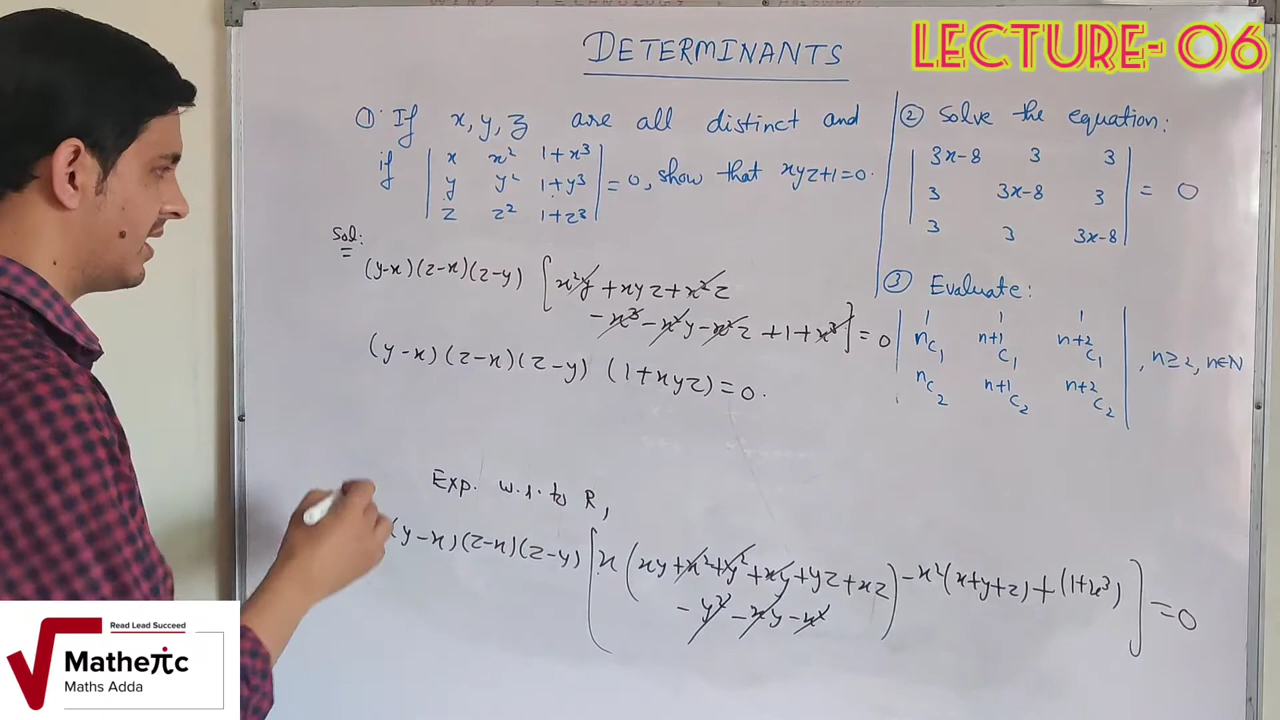 LECTURE- 06
DETERMINANTS
① If x, y, z are all distinct and
if | x x² 1+x³ |
| y y² 1+y³ | = 0, show that xyz+1=0.
| z z² 1+z³ |
Sol:
(y-x)(z-x)(z-y) [x²y + xyz + x²z
- x³ - x²y - x²z + 1 + x³] = 0
(y-x)(z-x)(z-y) (1+xyz) = 0.
Exp. w.r. to R,
(y-x)(z-x)(z-y) [x(xy+x²+y²+xy+yz+xz
- y² - xy - x²) - x²(x+y+z) + (1+x³)] = 0
② Solve the equation:
| 3x-8 3 3 |
| 3 3x-8 3 | = 0
| 3 3 3x-8 |
③ Evaluate:
| 1 1 1 |
| ⁿC₁ ⁿ⁺¹C₁ ⁿ⁺²C₁ | , n≥2, n∈N
| ⁿC₂ ⁿ⁺¹C₂ ⁿ⁺²C₂ |
Read Lead Succeed
Matheπc
Maths Adda